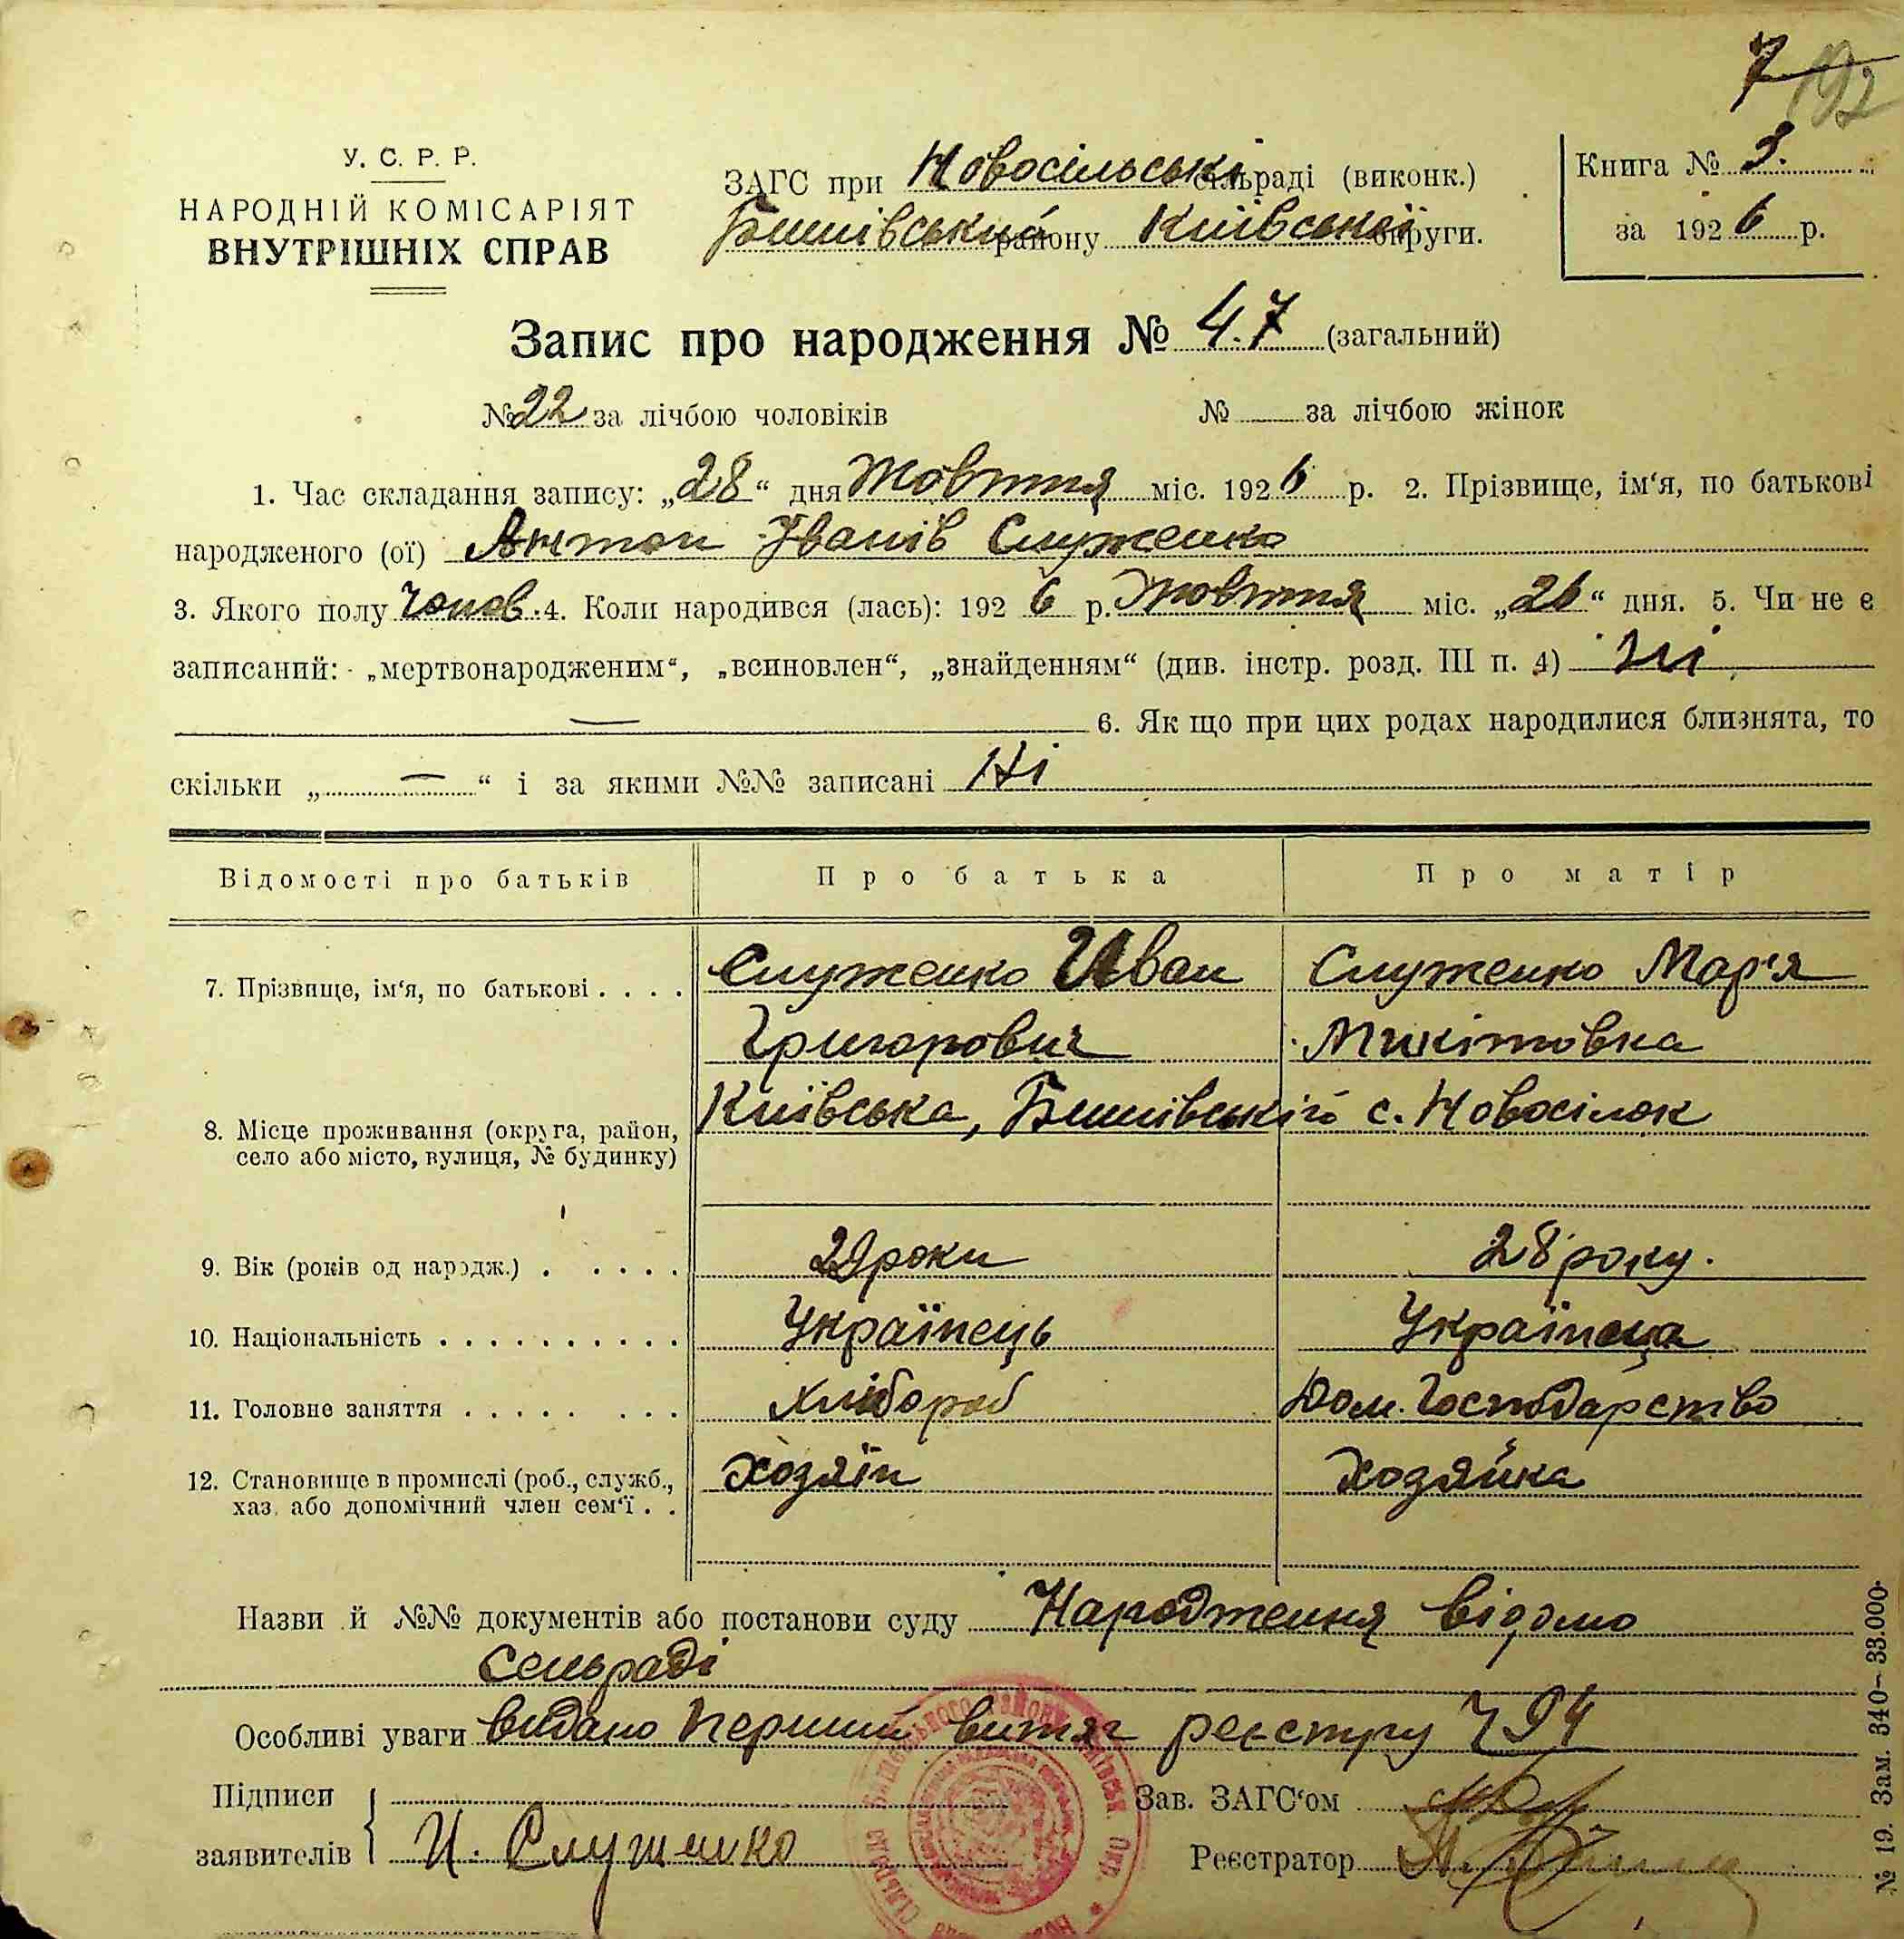 7 192
У. С. Р. Р.
НАРОДНІЙ КОМІСАРІЯТ
ВНУТРІШНІХ СПРАВ
ЗАГС при Новосільські сільраді (виконк.)
Бишівський району Київської округи.
Книга № 3.
за 1926 р.
Запис про народження № 47 (загальний)
№ 22 за лічбою чоловіків № за лічбою жінок
1. Час складання запису: „28“ дня Жовтня міс. 1926 р. 2. Прізвище, ім‘я, по батькові
народженого (ої) Антон Іванів Служенко
3. Якого полу Чолов. 4. Коли народився (лась): 1926 р. Жовтня міс. „26“ дня. 5. Чи не є
записаний: „мертвонародженим“, „всиновлен“, „знайденням“ (див. інстр. розд. III п. 4) Ні
— 6. Як що при цих родах народилися близнята, то
скільки „ — “ і за якими №№ записані Ні
Відомості про батьків Про батька Про матір
7. Прізвище, ім‘я, по батькові . . . . Служенко Иван Служенко Мар'я
Григорович Микітовна
8. Місце проживання (округа, район, Київська, Бишівській с. Новосілок
село або місто, вулиця, № будинку)
9. Вік (років од народж.) . . . . . 29 роки 28 року.
10. Національність . . . . . . . . . . Українець Українеца
11. Головне заняття . . . . . . . . Хлібороб Дом. Господарство
12. Становище в промислі (роб., служб., Хозяїн Хозяйка
хаз. або допомічний член сем‘ї . .
Назви й №№ документів або постанови суду Народження відомо
сельраді
Особливі уваги видано перший витяг реєстру 794
Підписи Зав. ЗАГС‘ом
заявителів И. Служенко Реєстратор
№ 19. Зам. 340–33.000.